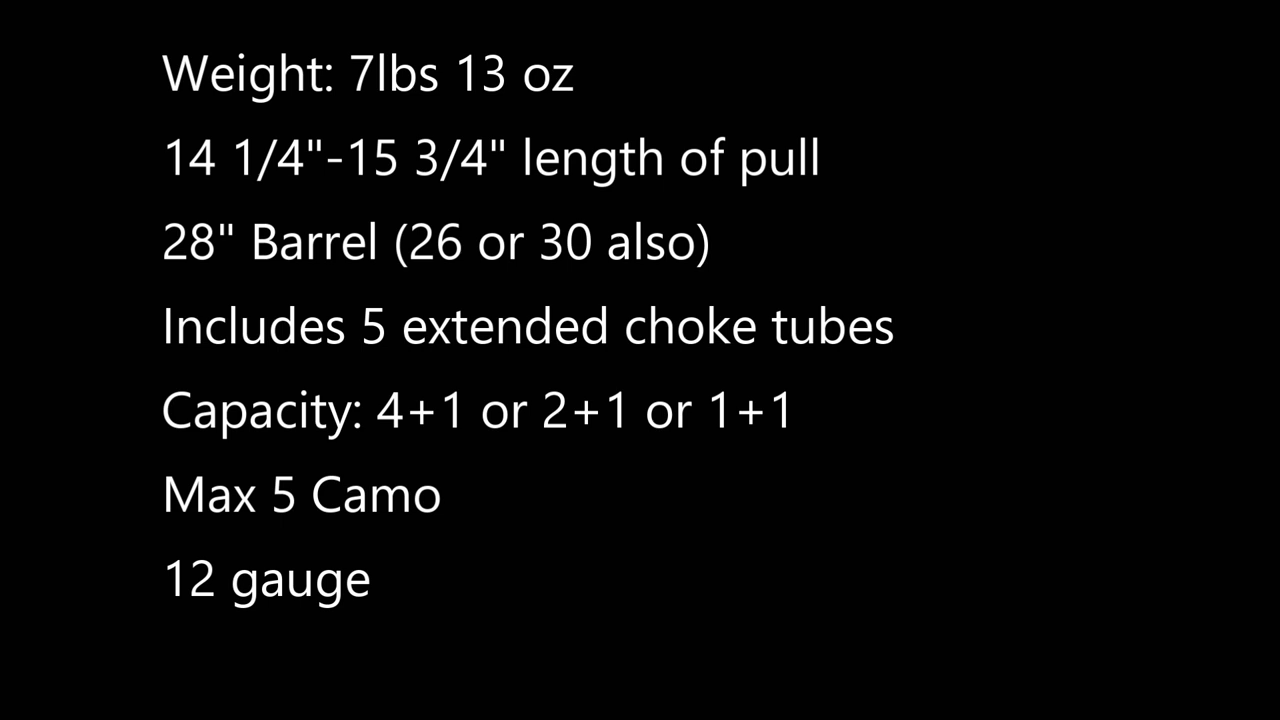 Weight: 7lbs 13 oz
14 1/4"-15 3/4" length of pull
28" Barrel (26 or 30 also)
Includes 5 extended choke tubes
Capacity: 4+1 or 2+1 or 1+1
Max 5 Camo
12 gauge